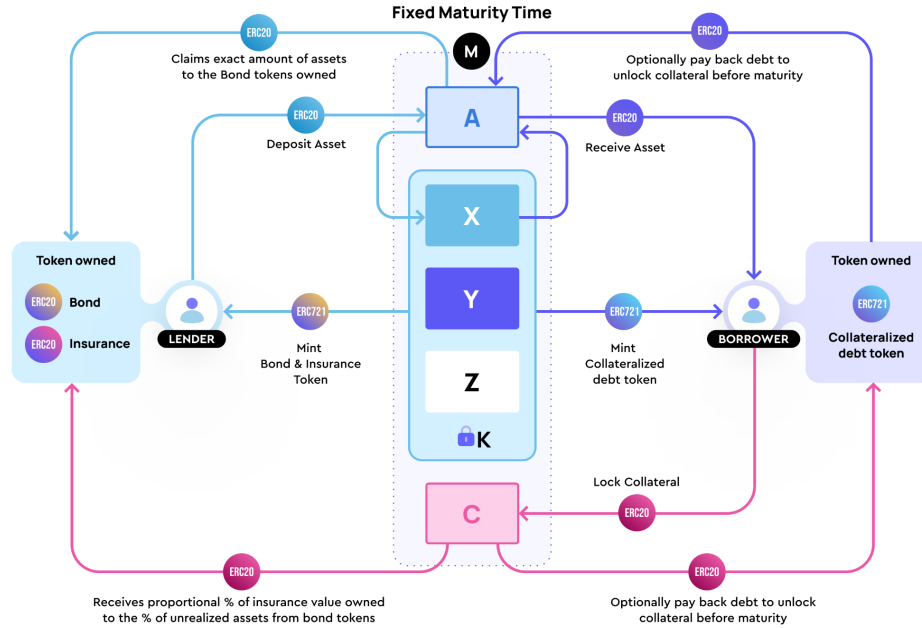 Fixed Maturity Time
M
ERC20
Claims exact amount of assets
to the Bond tokens owned
ERC20
Optionally pay back debt to
unlock collateral before maturity
ERC20
Deposit Asset
A
ERC20
Receive Asset
X
Token owned
ERC20 Bond
ERC20 Insurance
LENDER
ERC721
Mint
Bond & Insurance
Token
Y
ERC721
Mint
Collateralized
debt token
BORROWER
Token owned
ERC721
Collateralized
debt token
Z
K
Lock Collateral
ERC20
C
ERC20
Receives proportional % of insurance value owned
to the % of unrealized assets from bond tokens
ERC20
Optionally pay back debt to unlock
collateral before maturity